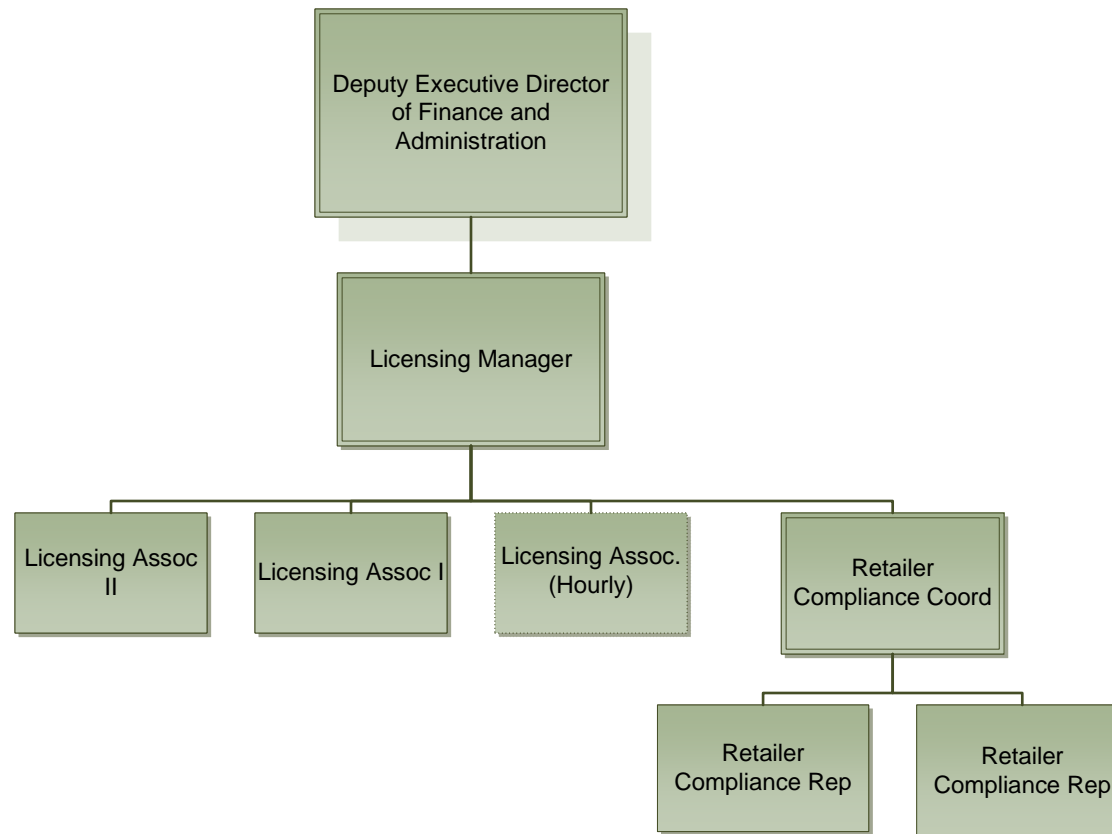 Deputy Executive Director
of Finance and
Administration
Licensing Manager
Licensing Assoc
II
Licensing Assoc I
Licensing Assoc.
(Hourly)
Retailer
Compliance Coord
Retailer
Compliance Rep
Retailer
Compliance Rep